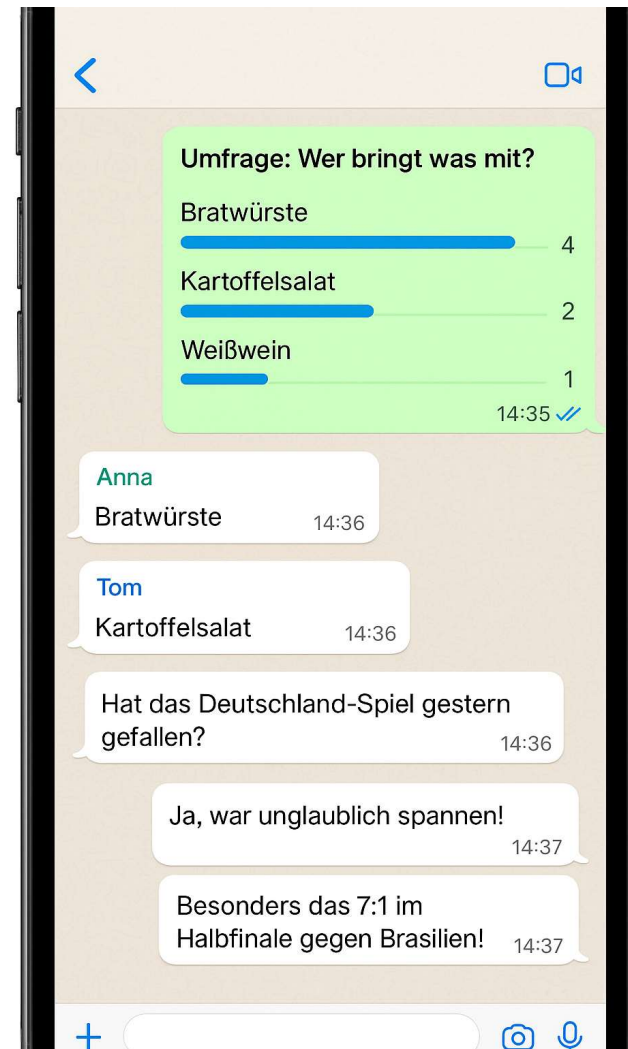 Umfrage: Wer bringt was mit?
Bratwürste
4
Kartoffelsalat
2
Weißwein
1
14:35
Anna
Bratwürste 14:36
Tom
Kartoffelsalat 14:36
Hat das Deutschland-Spiel gestern
gefallen? 14:36
Ja, war unglaublich spannen!
14:37
Besonders das 7:1 im
Halbfinale gegen Brasilien! 14:37